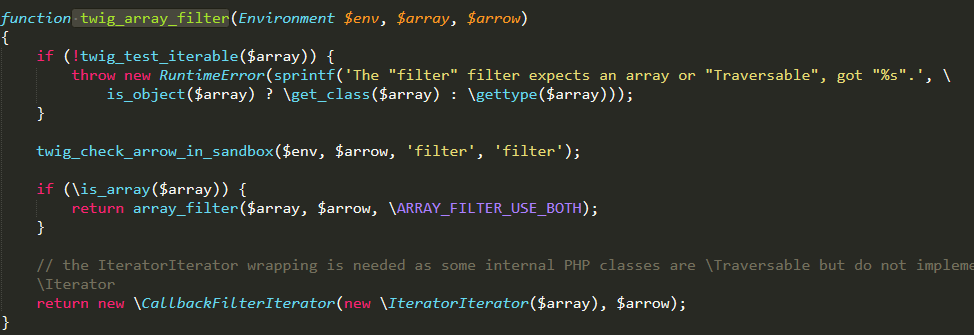 function twig_array_filter(Environment $env, $array, $arrow)
{
    if (!twig_test_iterable($array)) {
        throw new RuntimeError(sprintf('The "filter" filter expects an array or "Traversable", got "%s".', \
            is_object($array) ? \get_class($array) : \gettype($array)));
    }

    twig_check_arrow_in_sandbox($env, $arrow, 'filter', 'filter');

    if (\is_array($array)) {
        return array_filter($array, $arrow, \ARRAY_FILTER_USE_BOTH);
    }

    // the IteratorIterator wrapping is needed as some internal PHP classes are \Traversable but do not impleme
    \Iterator
    return new \CallbackFilterIterator(new \IteratorIterator($array), $arrow);
}